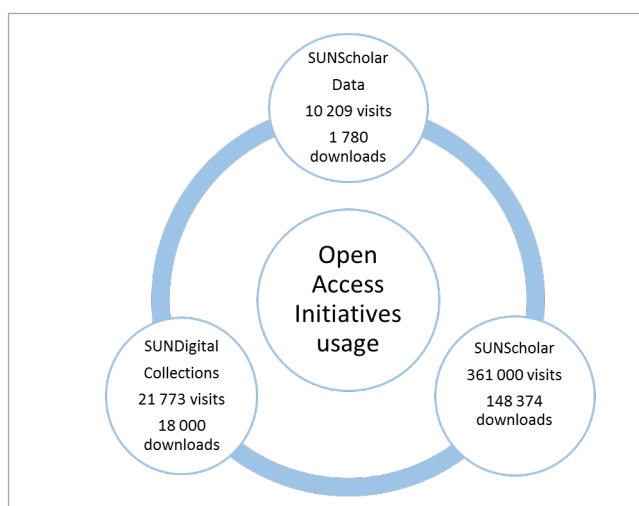 SUNScholar
Data
10 209 visits
1 780
downloads
Open
Access
Initiatives
usage
SUNDigital
Collections
21 773 visits
18 000
downloads
SUNScholar
361 000 visits
148 374
downloads